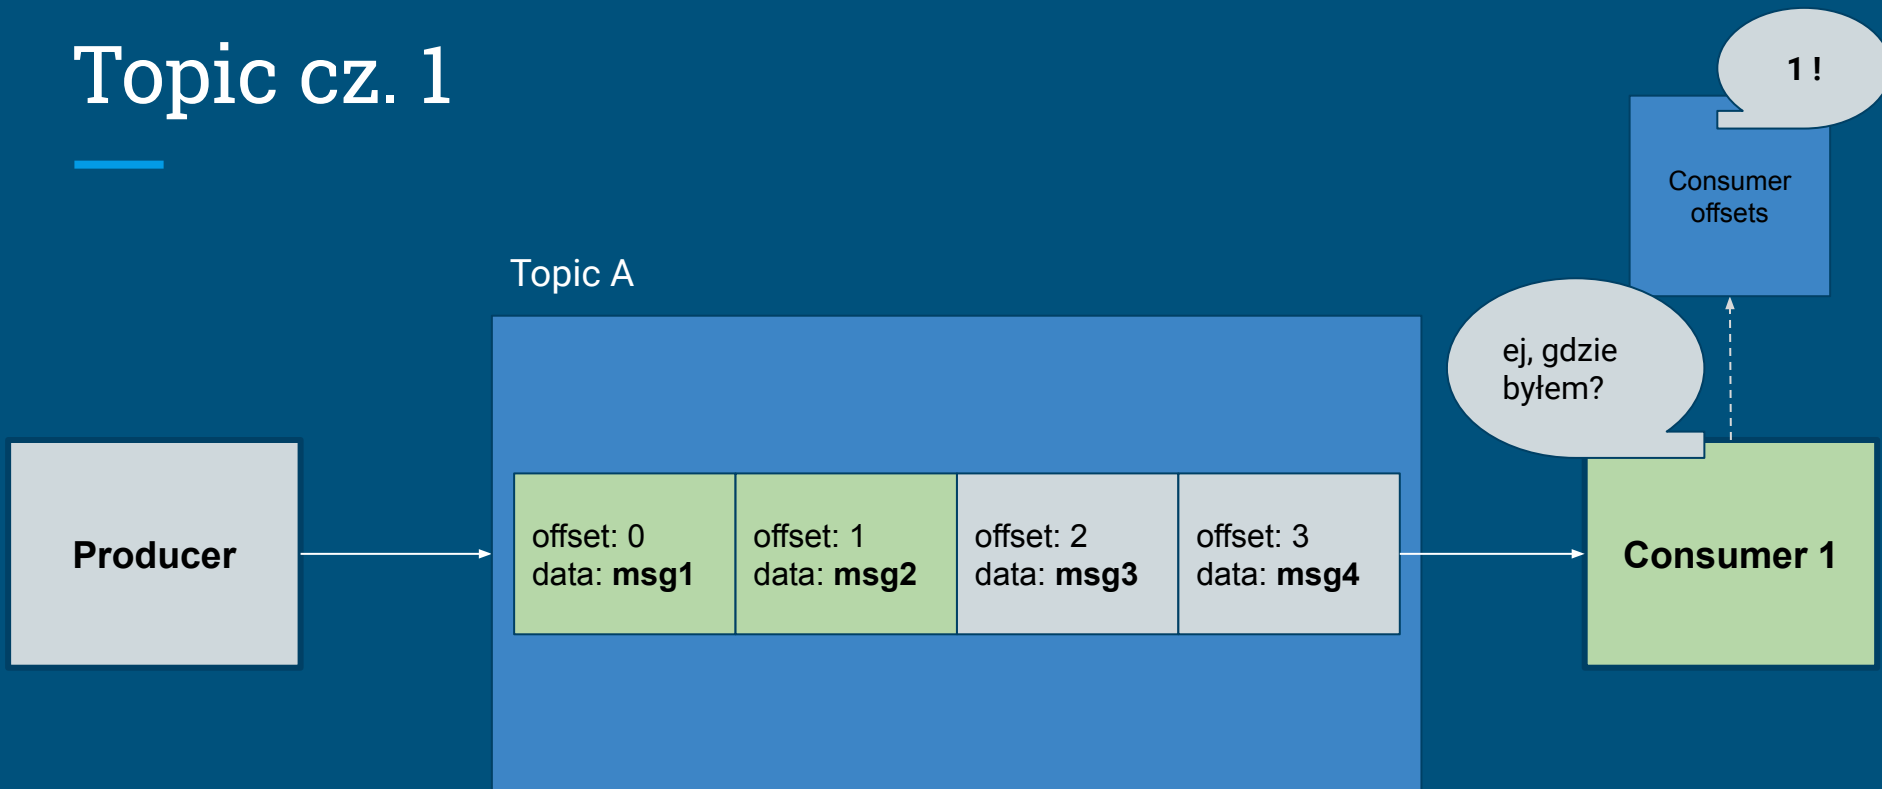 Topic cz. 1
1 !
Consumer
offsets
Topic A
ej, gdzie
byłem?
Producer
offset: 0
data: msg1
offset: 1
data: msg2
offset: 2
data: msg3
offset: 3
data: msg4
Consumer 1